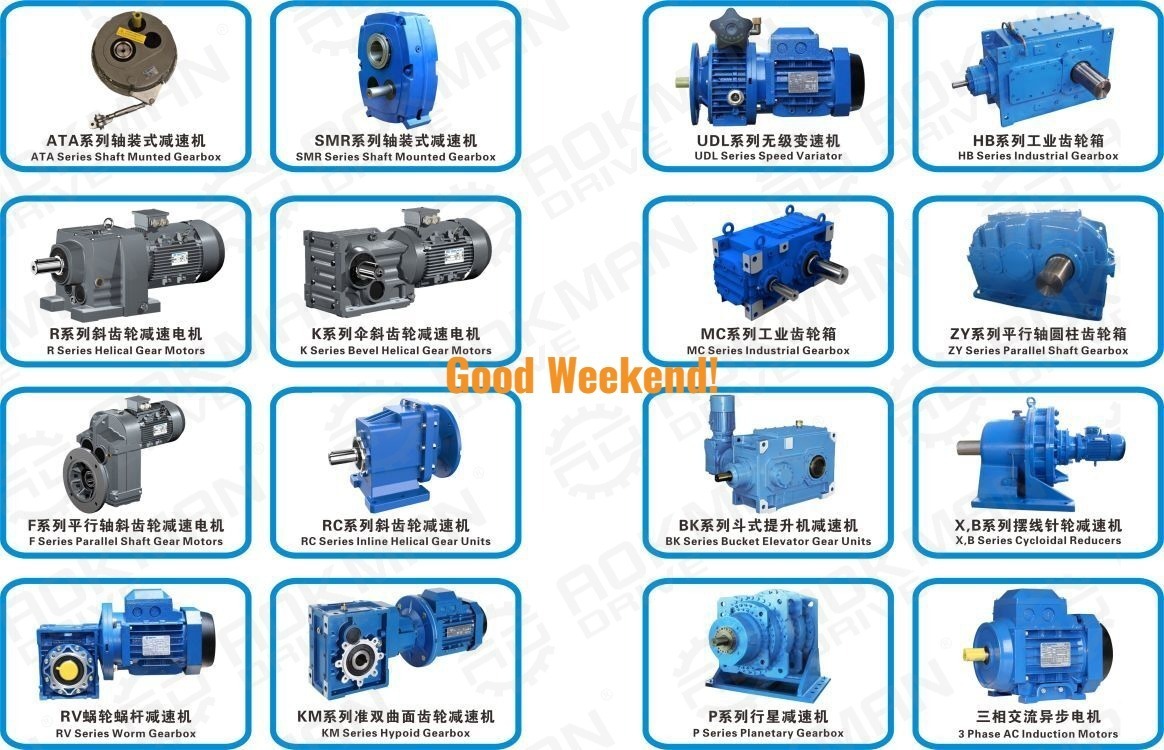 ATA系列轴装式减速机
ATA Series Shaft Munted Gearbox
SMR系列轴装式减速机
SMR Series Shaft Mounted Gearbox
UDL系列无级变速机
UDL Series Speed Variator
HB系列工业齿轮箱
HB Series Industrial Gearbox
R系列斜齿轮减速电机
R Series Helical Gear Motors
K系列伞斜齿轮减速电机
K Series Bevel Helical Gear Motors
MC系列工业齿轮箱
MC Series Industrial Gearbox
ZY系列平行轴圆柱齿轮箱
ZY Series Parallel Shaft Gearbox
Good Weekend!
F系列平行轴斜齿轮减速电机
F Series Parallel Shaft Gear Motors
RC系列斜齿轮减速机
RC Series Inline Helical Gear Units
BK系列斗式提升机减速机
BK Series Bucket Elevator Gear Units
X,B系列摆线针轮减速机
X,B Series Cycloidal Reducers
RV蜗轮蜗杆减速机
RV Series Worm Gearbox
KM系列准双曲面齿轮减速机
KM Series Hypoid Gearbox
P系列行星减速机
P Series Planetary Gearbox
三相交流异步电机
3 Phase AC Induction Motors
AOKMAN
DRIVE